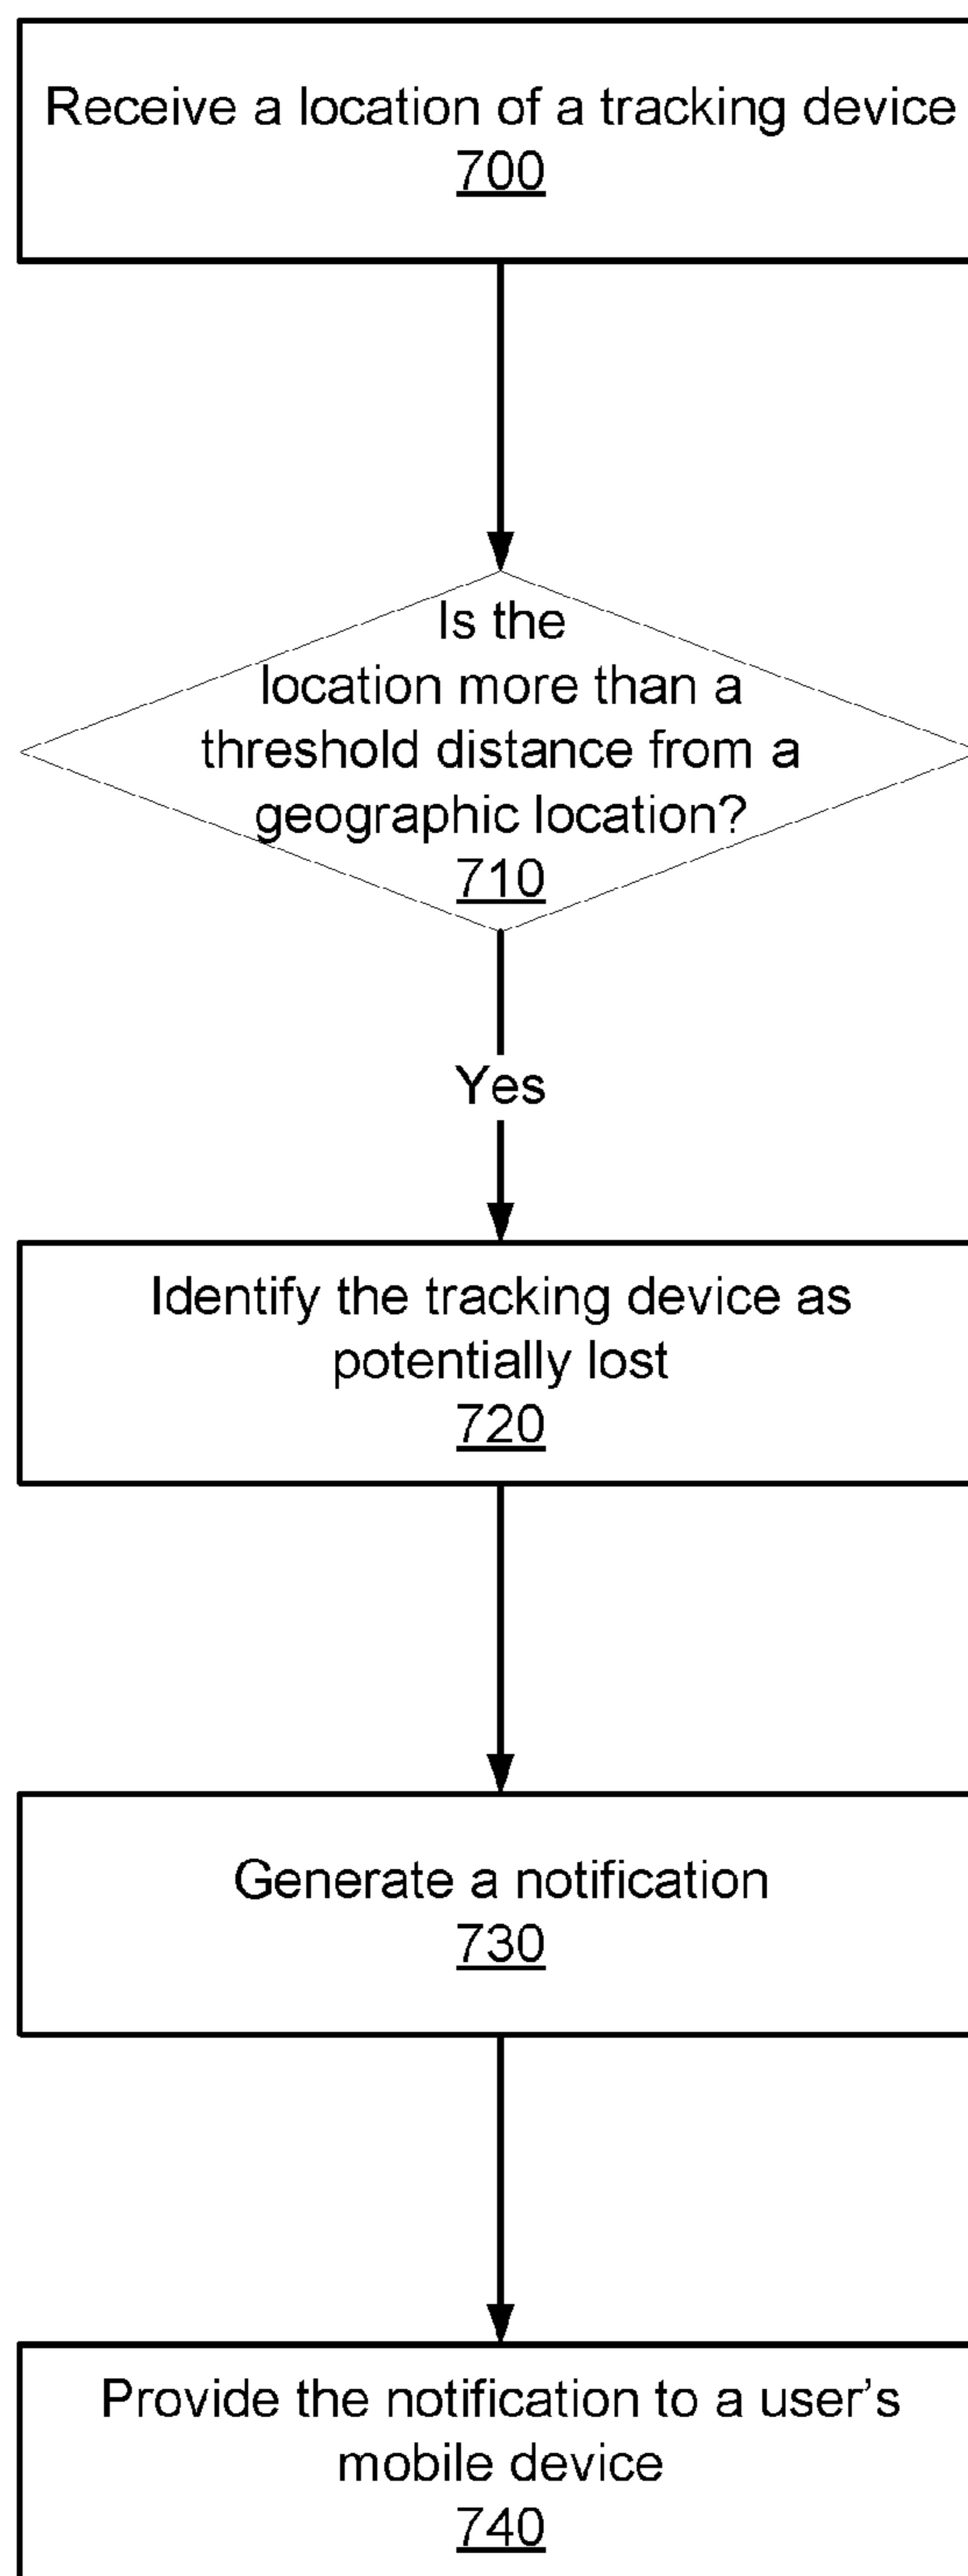 Receive a location of a tracking device
700
Is the
location more than a
threshold distance from a
geographic location?
710
Yes
Identify the tracking device as
potentially lost
720
Generate a notification
730
Provide the notification to a user’s
mobile device
740